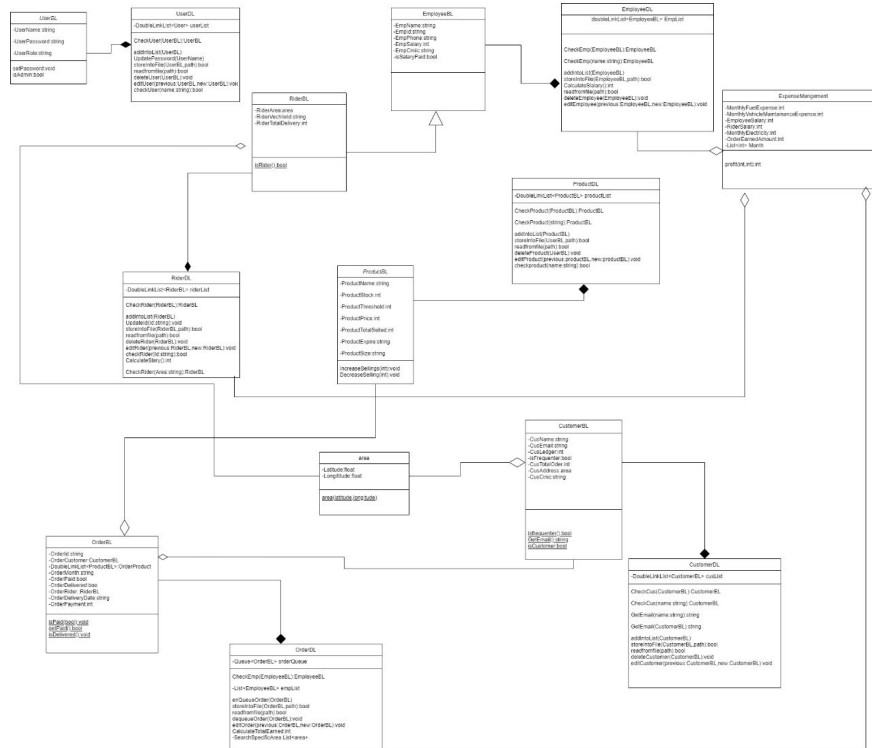 UserBL
-UserName:string
-UserPassword:string
-UserRole:string
setPassword:void
isAdmin:bool
UserDL
-DoubleLinkList<User> userList
CheckUser(UserBL):UserBL
addIntoList(UserBL)
UpdatePassword(UserName)
storeIntoFile(UserBL,path):bool
readfromfile(path):bool
deleteUser(UserBL):void
editUser(previous:UserBL,new:UserBL):void
checkUser(name:string):bool
EmployeeBL
-EmpName:string
-EmpId:string
-EmpPhone:string
-EmpSalary:int
-EmpCnic:string
-isSalaryPaid:bool
EmployeeDL
doubleLinkList<EmployeeBL> EmpList
CheckEmp(EmployeeBL):EmployeeBL
CheckEmp(name:string):EmployeeBL
addIntoList(EmployeeBL)
storeIntoFile(EmployeeBL,path):bool
readfromfile(path):bool
deleteEmployee(EmployeeBL):void
editEmployee(previous:EmployeeBL,new:EmployeeBL):void
ExpenseMangement
-MonthlyFuelExpense:int
-MonthlyVehicleMaintainanceExpense:int
-EmployeeSalary:int
-RiderSalary:int
-MonthlyElectricity:int
-OrderEarnedAmount:int
-List<int> Month
profit(int,int):int
RiderBL
-RiderArea:area
-RiderVechleId:string
-RiderTotalDelivery:int
isRider():bool
ProductDL
-DoubleLinkList<ProductBL> productList
CheckProduct(ProductBL):ProductBL
CheckProduct(string):ProductBL
addIntoList(ProductBL)
storeIntoFile(UserBL,path):bool
readfromfile(path):bool
deleteProduct(UserBL):void
editProduct(previous:productBL,new:productBL):void
checkproduct(name:string):bool
RiderDL
-DoubleLinkList<RiderBL> riderList
CheckRider(RiderBL):RiderBL
addIntoList(RiderBL)
UpdateId(Id:string):void
storeIntoFile(RiderBL,path):bool
readfromfile(path):bool
deleteRider(RiderBL):void
editRider(previous:RiderBL,new:RiderBL):void
checkRider(Id:string):bool
CheckRider(Area:string):RiderBL
ProductBL
-ProductName:string
-ProductStock:int
-ProductThreshold:int
-ProductPrice:int
-ProductTotalSelled:int
-ProductExpire:string
-ProductSize:string
increaseSellings(int):void
DecreaseSelling(int):void
CustomerBL
-CusName:string
-CusEmail:string
-CusLedger:int
-isFrequenter:bool
-CusTotalOder:int
-CusAddress:area
-CusCnic:string
isfrequenter():bool
GetEmail():string
isCustomer:bool
area
-Latitude:float
-Longtitude:float
area(latitude,longitude)
OrderBL
-OrderId:string
-OrderCustomer:CustomerBL
-DoubleLinkList<ProductBL>:OrderProduct
-OrderMonth:string
-OrderPaid:bool
-OrderDelivered:boo
-OrderRider:RiderBL
-OrderDeliveryDate:string
-OrderPayment:int
isPaid(bool):void
isDelivered():void
OrderDL
-Queue<OrderBL> orderQueue
CheckEmp(EmployeeBL):EmployeeBL
-List<EmployeeBL> empList
enQueueOrder(OrderBL)
storeIntoFile(OrderBL,path):bool
readfromfile(path):bool
dequeueOrder(OrderBL):void
editOrder(previous:OrderBL,new:OrderBL):void
CalculateTotalEarned:int
-SearchSpecificArea:List<area>
CustomerDL
-DoubleLinkList<CustomerBL> cusList
CheckCus(CustomerBL):CustomerBL
CheckCus(name:string):CustomerBL
GetEmail(name:string):string
GetEmail(CustomerBL):string
addIntoList(CustomerBL)
storeIntoFile(CustomerBL,path):bool
readfromfile(path):bool
deleteCustomer(CustomerBL):void
editCustomer(previous:CustomerBL,new:CustomerBL):void